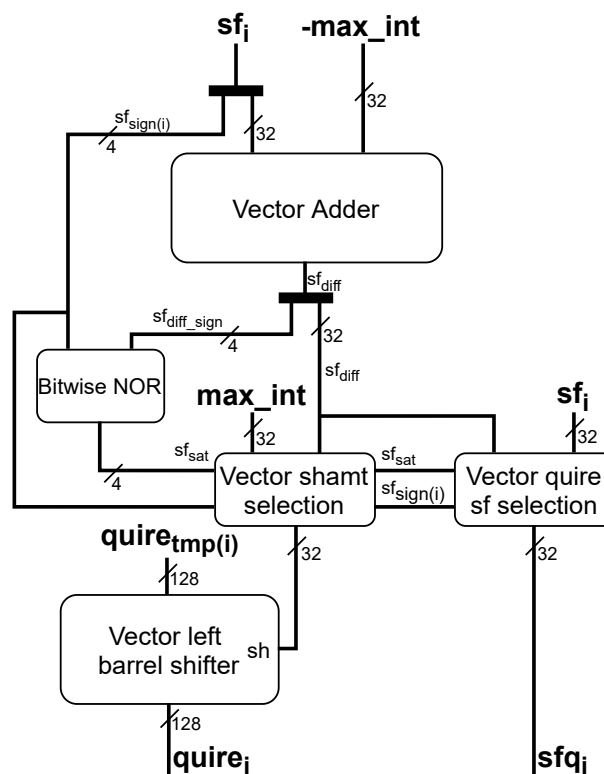 sfi -max_int
sfsign(i)
4
32
32
Vector Adder
sfdiff
sfdiff_sign
4
32
Bitwise NOR
sfdiff
max_int
sfi
32
32
sfsat
4
Vector shamt
selection
sfsat
sfsign(i)
Vector quire
sf selection
quiretmp(i)
32
32
128
Vector left
barrel shifter
sh
128
quirei
sfqi